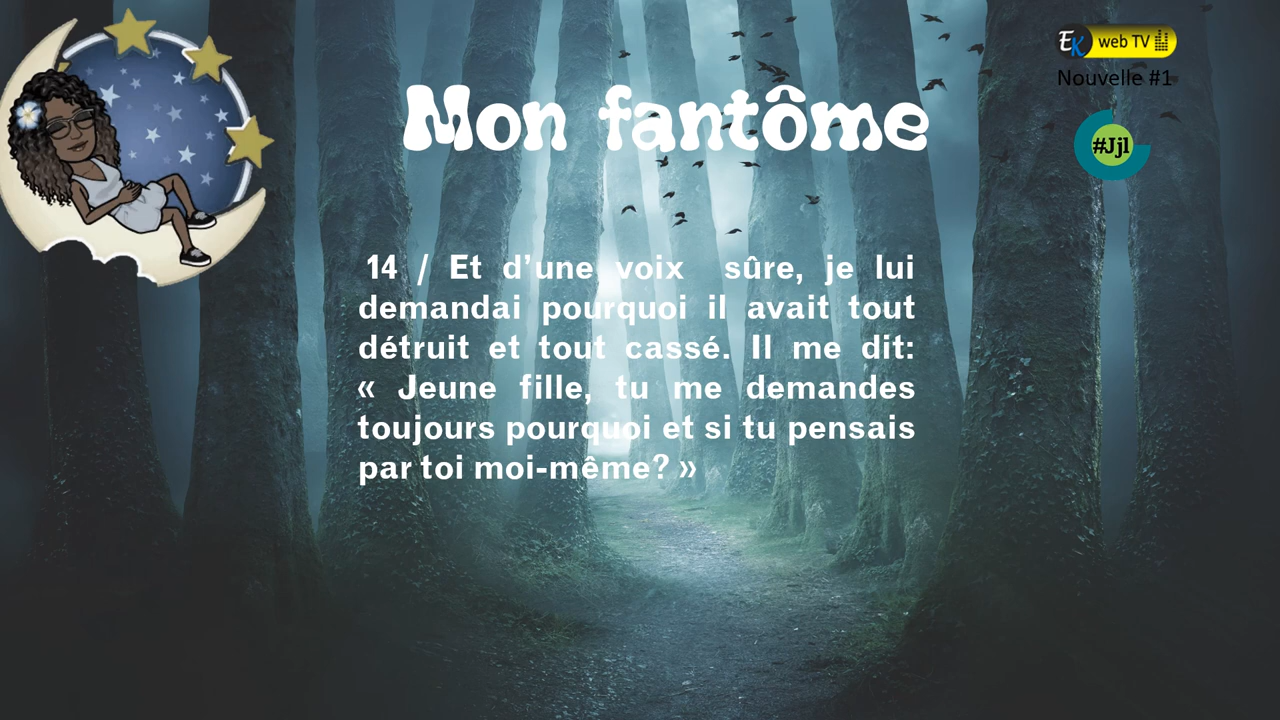 EK web TV
Nouvelle #1
Mon fantôme
#Jjl
14 / Et d’une voix sûre, je lui
demandai pourquoi il avait tout
détruit et tout cassé. Il me dit:
« Jeune fille, tu me demandes
toujours pourquoi et si tu pensais
par toi moi-même? »